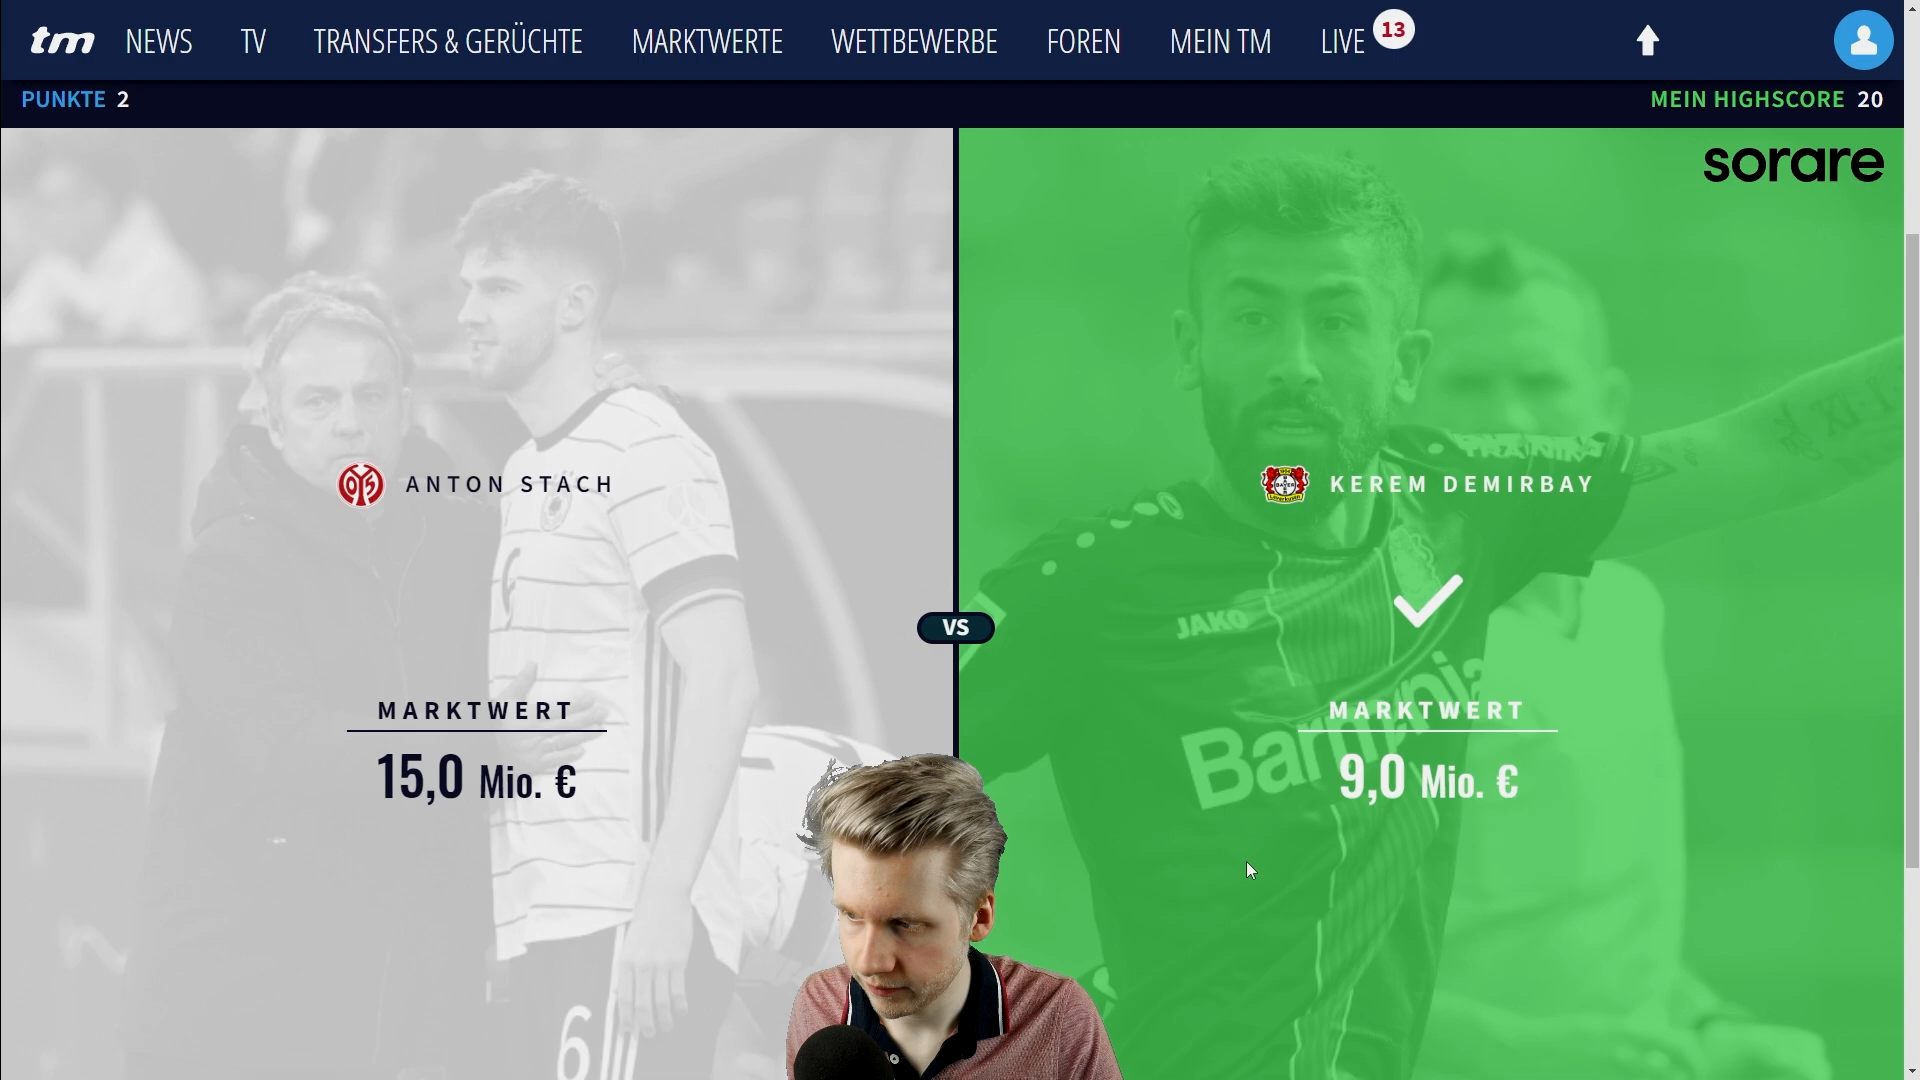 tm NEWS TV TRANSFERS & GERÜCHTE MARKTWERTE WETTBEWERBE FOREN MEIN TM LIVE 13
PUNKTE 2
MEIN HIGHSCORE 20
sorare
ANTON STACH
KEREM DEMIRBAY
VS
JAKO
MARKTWERT
15,0 Mio. €
MARKTWERT
9,0 Mio. €
6